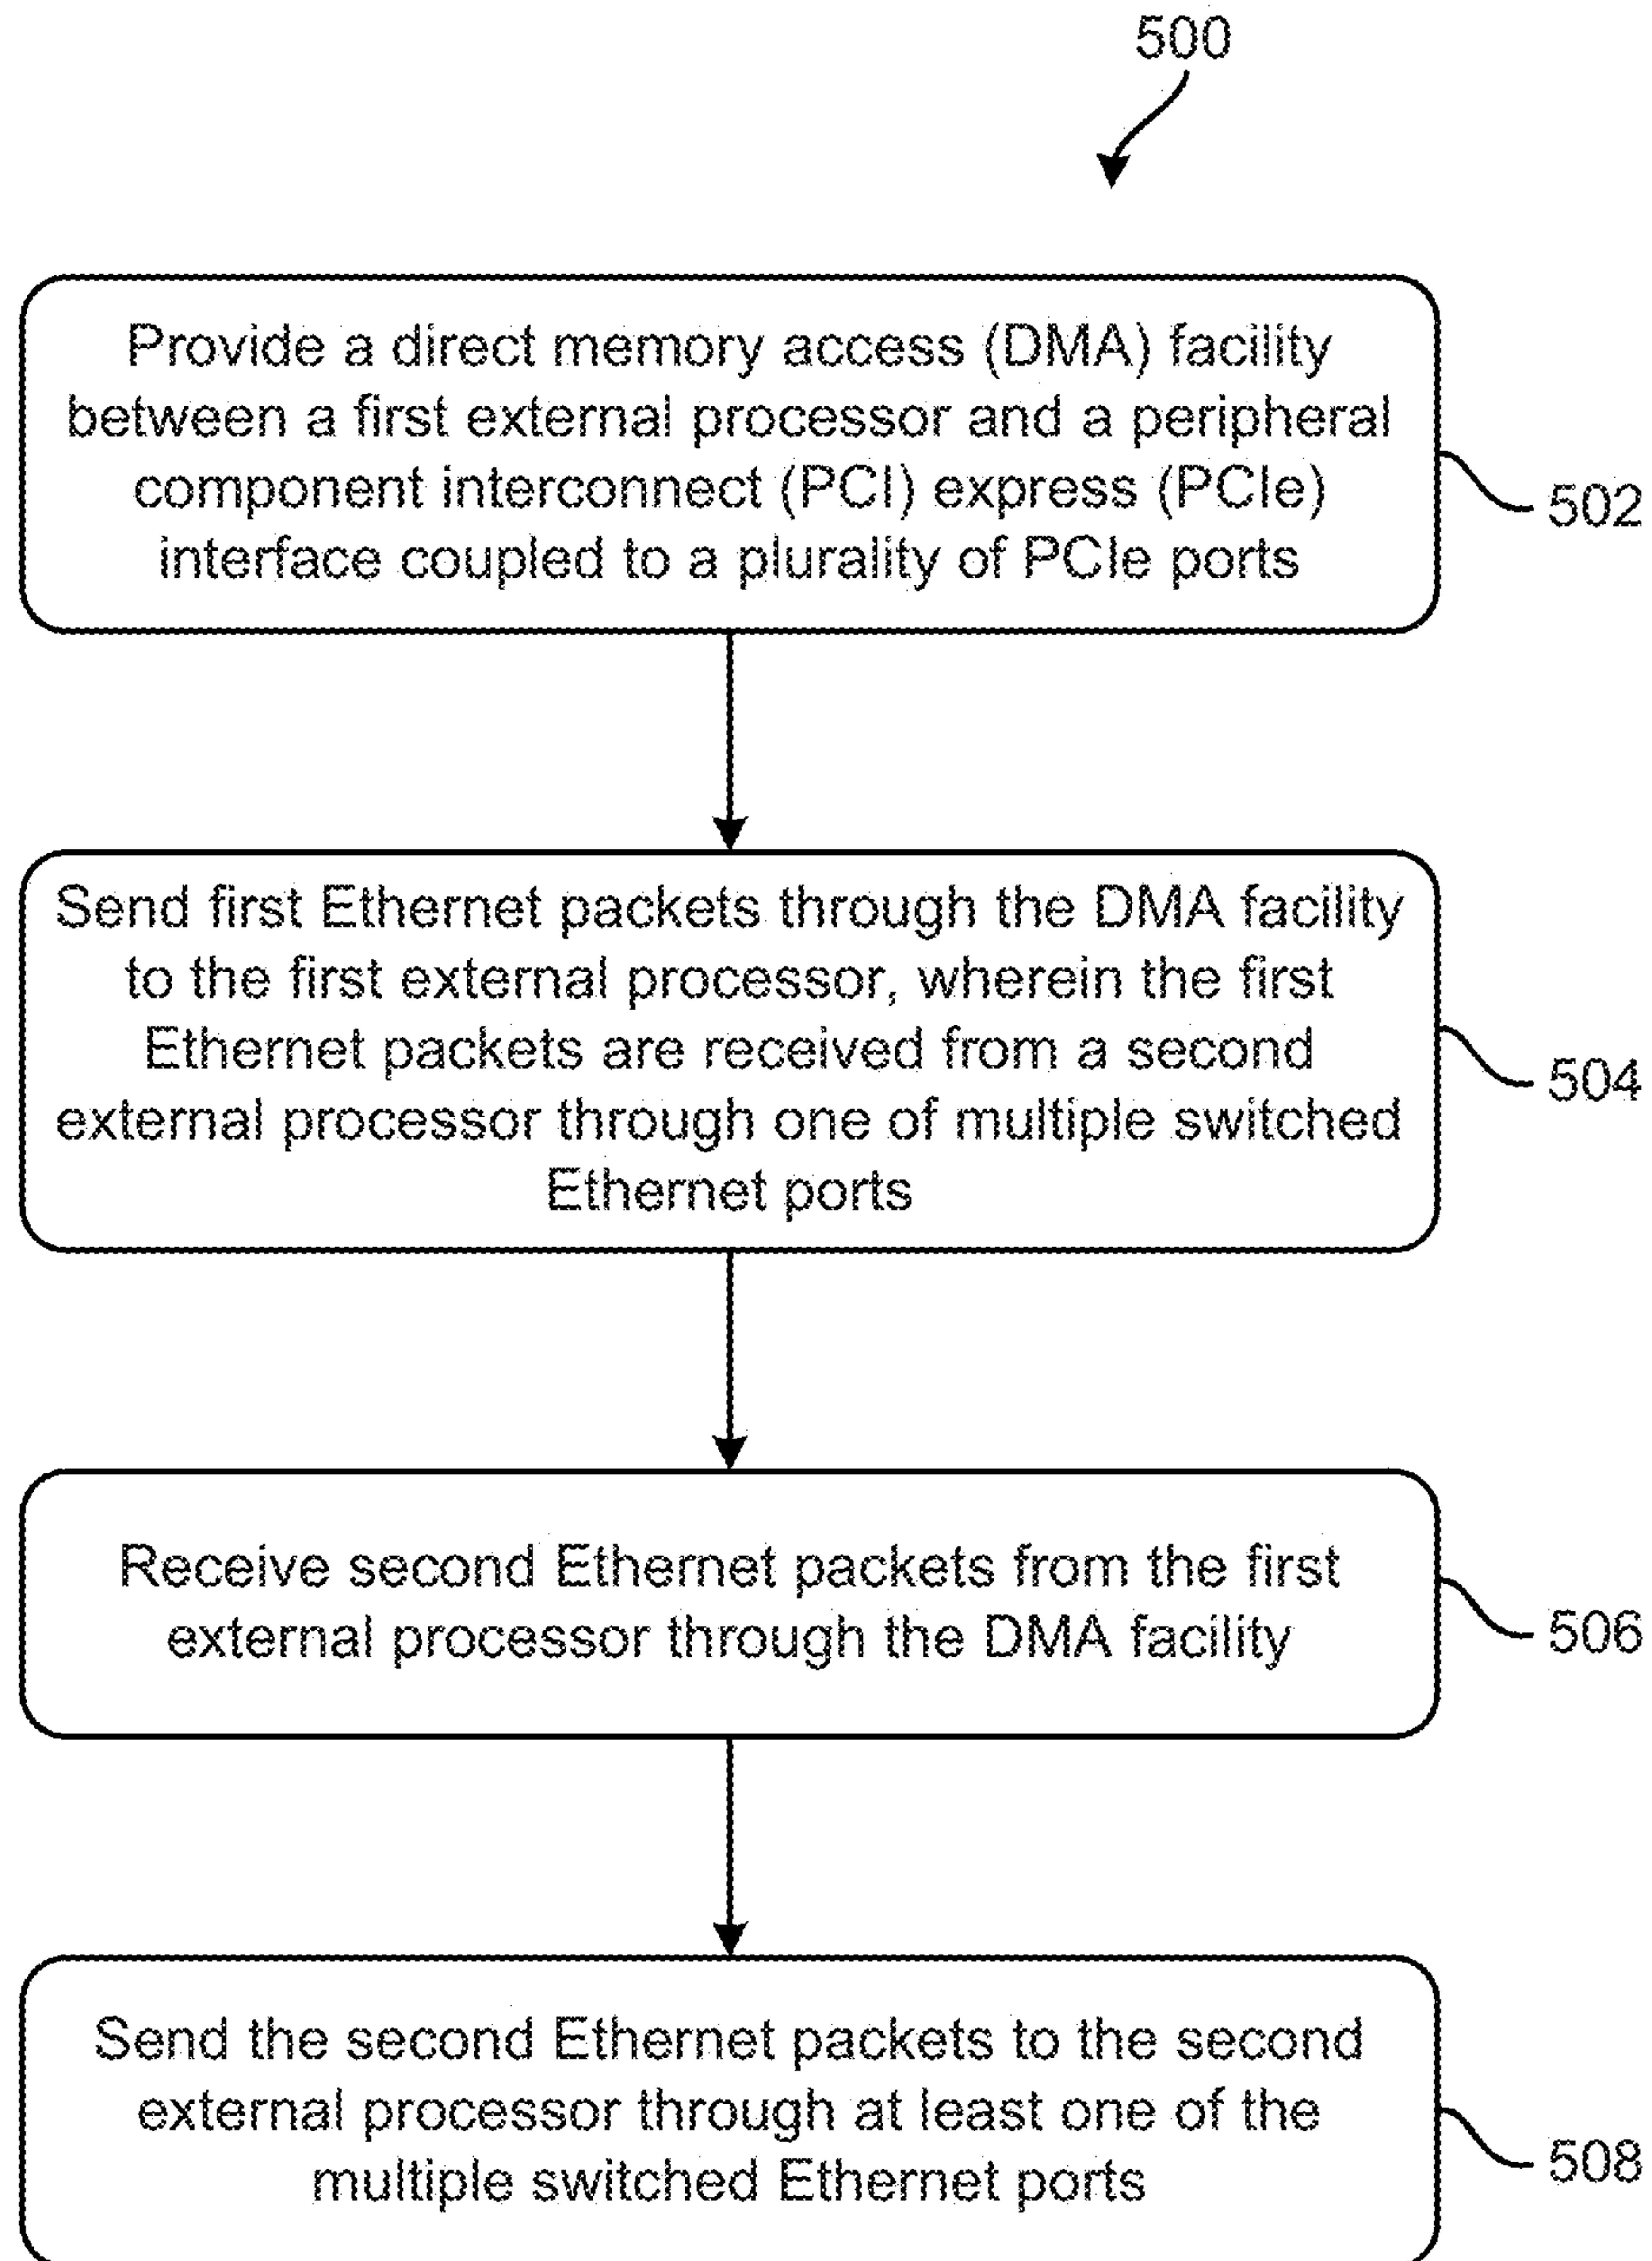 500
Provide a direct memory access (DMA) facility
between a first external processor and a peripheral
component interconnect (PCI) express (PCIe)
interface coupled to a plurality of PCIe ports
502
Send first Ethernet packets through the DMA facility
to the first external processor, wherein the first
Ethernet packets are received from a second
external processor through one of multiple switched
Ethernet ports
504
Receive second Ethernet packets from the first
external processor through the DMA facility
506
Send the second Ethernet packets to the second
external processor through at least one of the
multiple switched Ethernet ports
508